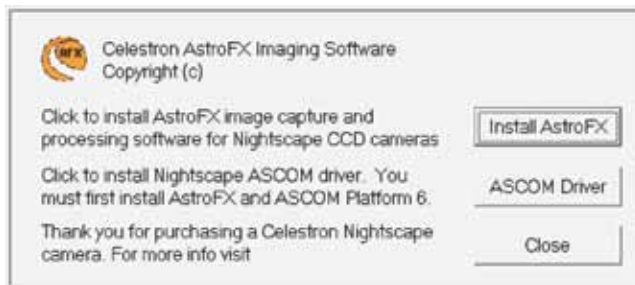 AFX
Celestron AstroFX Imaging Software
Copyright (c)
Click to install AstroFX image capture and
processing software for Nightscape CCD cameras
Install AstroFX
Click to install Nightscape ASCOM driver. You
must first install AstroFX and ASCOM Platform 6.
ASCOM Driver
Thank you for purchasing a Celestron Nightscape
camera. For more info visit
Close